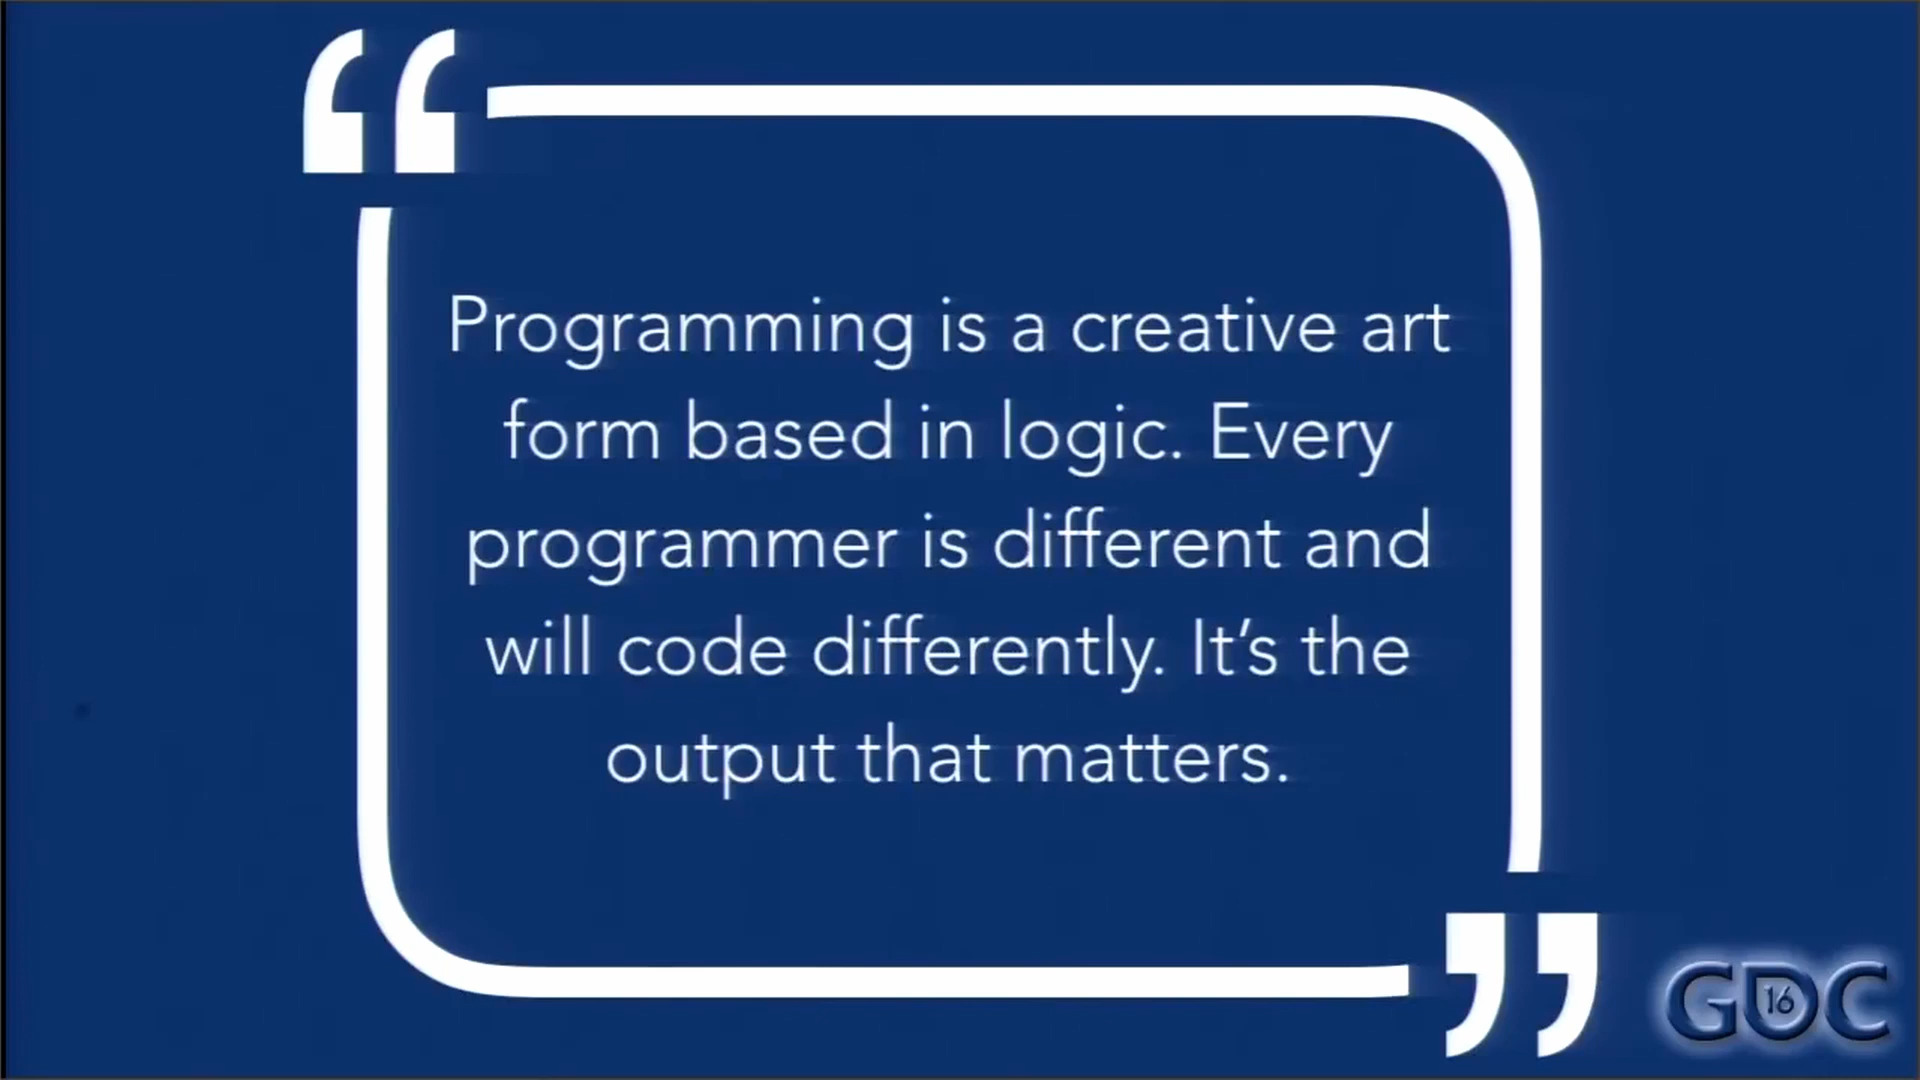 Programming is a creative art
form based in logic. Every
programmer is different and
will code differently. It’s the
output that matters.
GDC
16